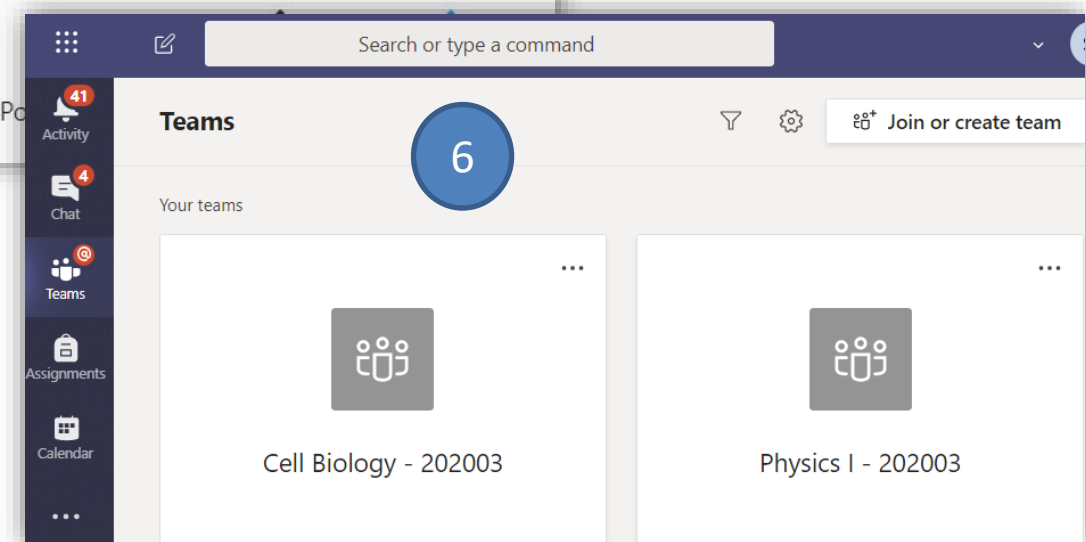 Search or type a command
Po
41
Activity
Teams
Join or create team
6
4
Chat
Your teams
@
Teams
Assignments
Calendar
Cell Biology - 202003
Physics I - 202003